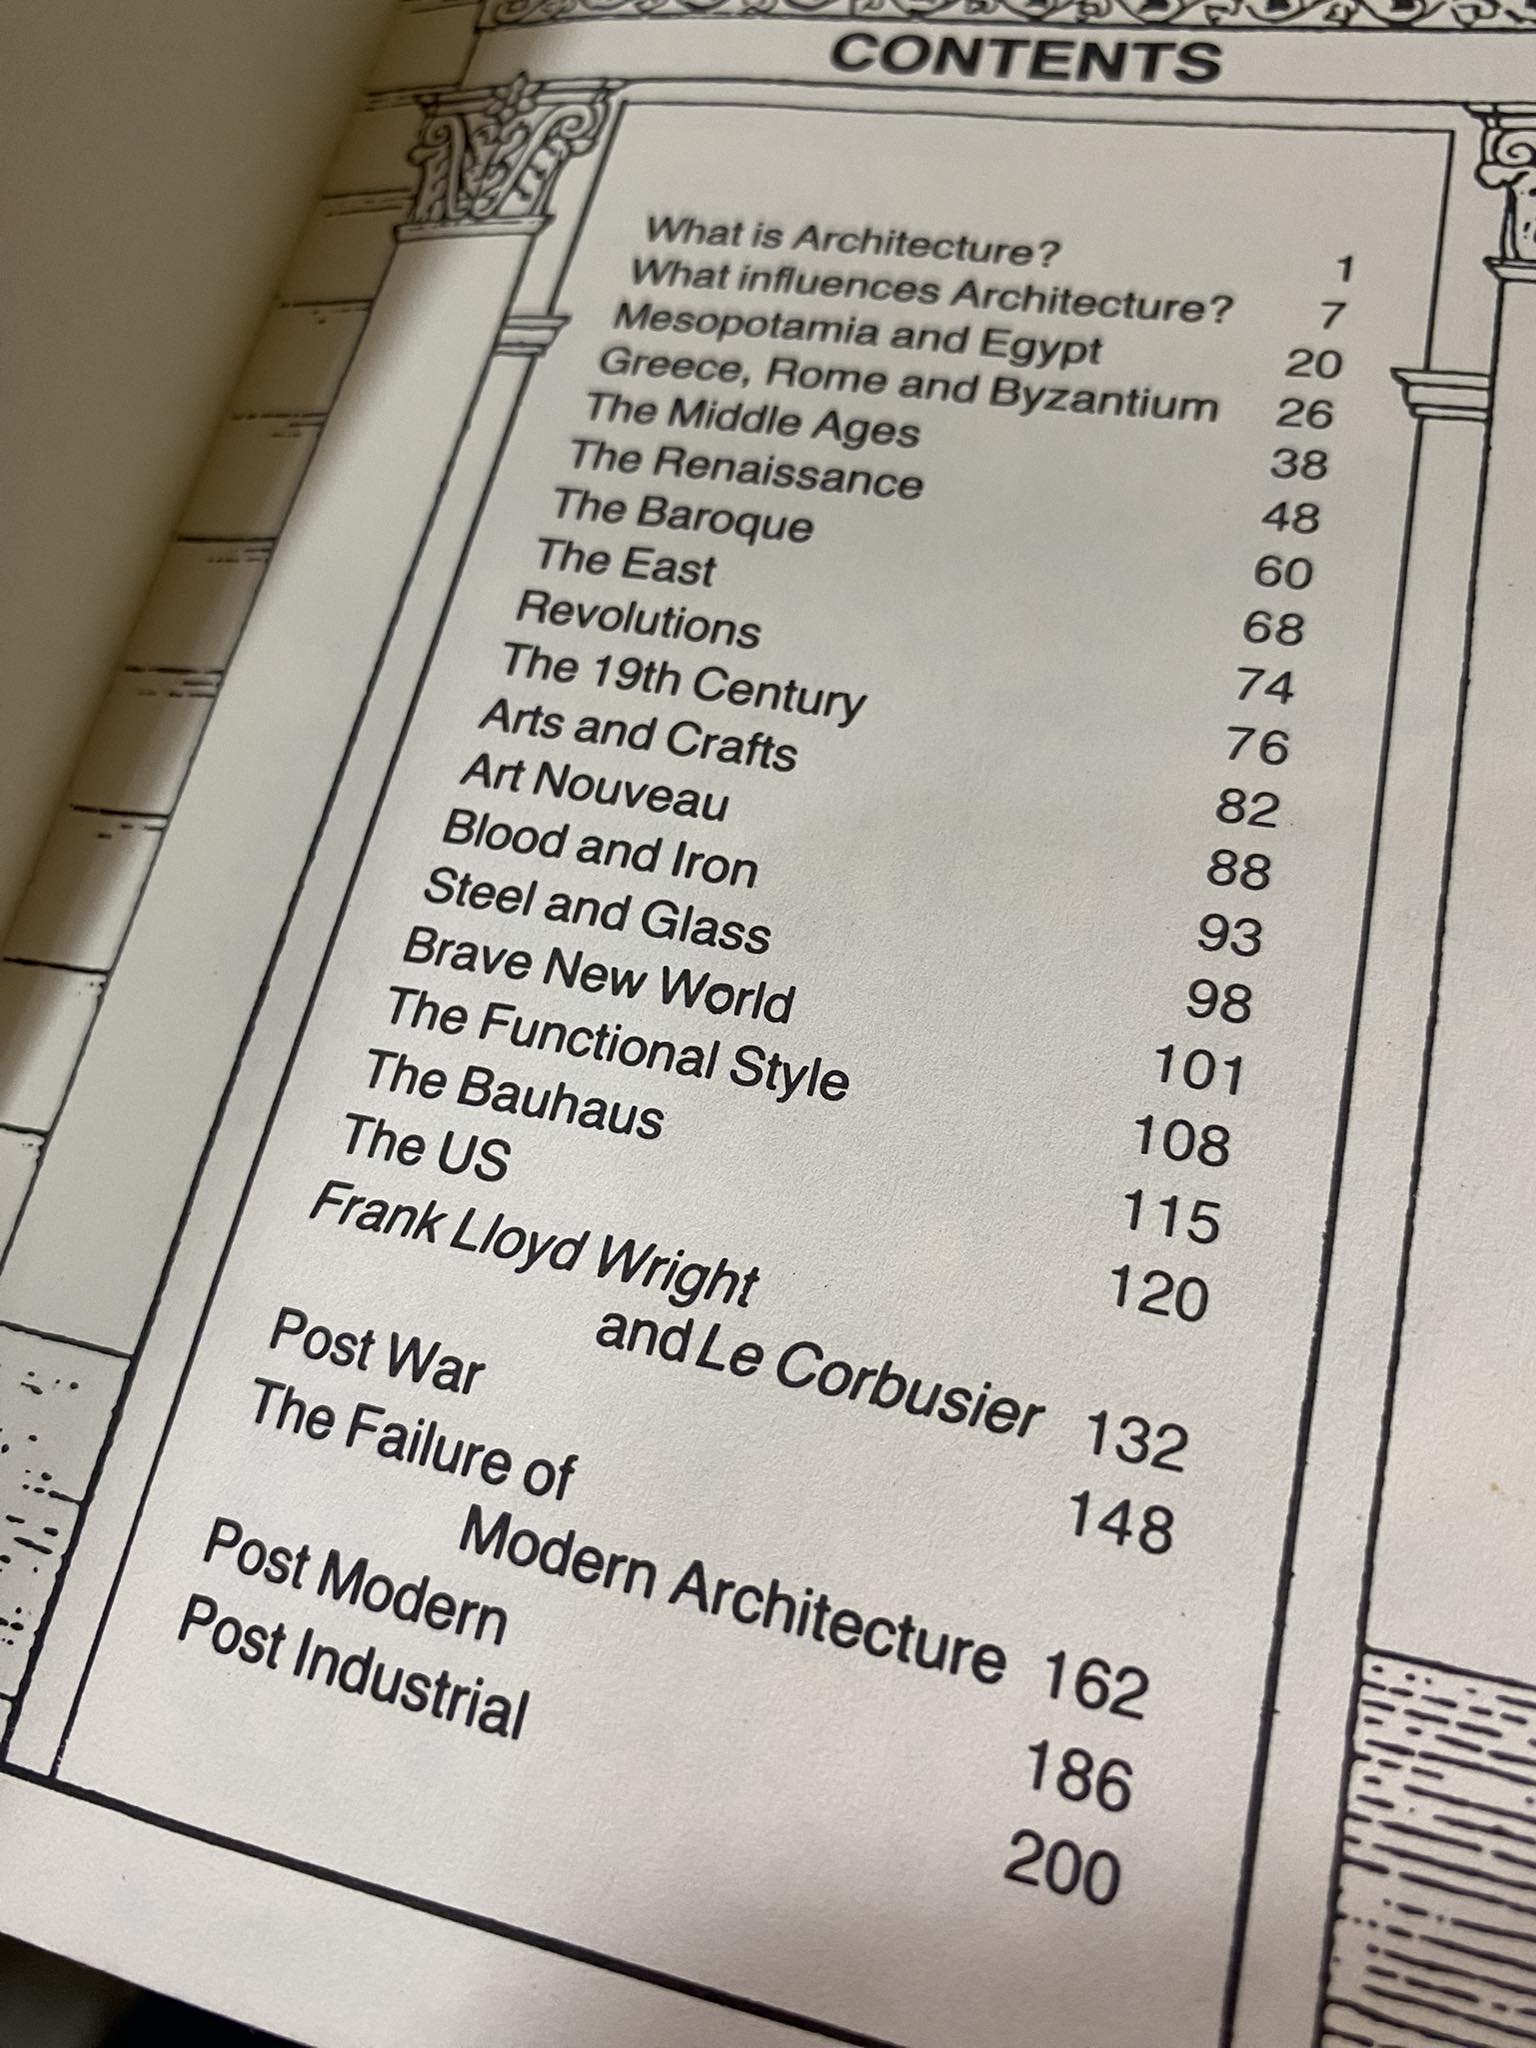 CONTENTS
What is Architecture? 1
What influences Architecture? 7
Mesopotamia and Egypt 20
Greece, Rome and Byzantium 26
The Middle Ages 38
The Renaissance 48
The Baroque 60
The East 68
Revolutions 74
The 19th Century 76
Arts and Crafts 82
Art Nouveau 88
Blood and Iron 93
Steel and Glass 98
Brave New World 101
The Functional Style 108
The Bauhaus 115
The US 120
Frank Lloyd Wright
and Le Corbusier 132
Post War 148
The Failure of
Modern Architecture 162
Post Modern 186
Post Industrial 200